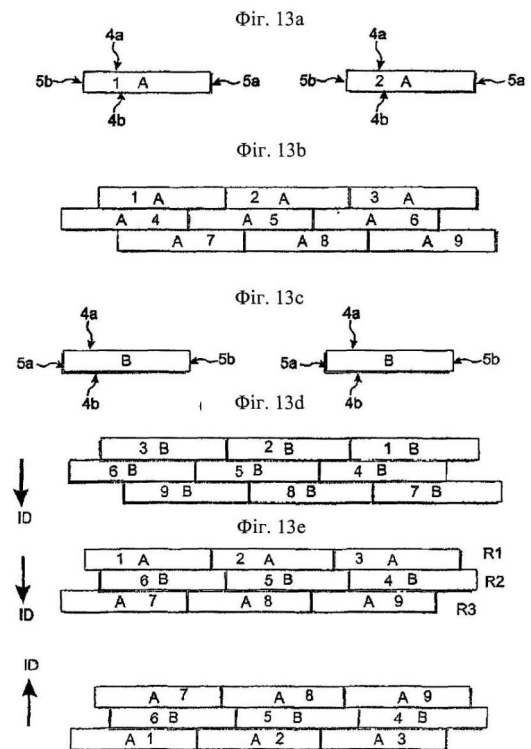 Фіг. 13a
4a 4a
5b 1 A 5a 5b 2 A 5a
4b 4b
Фіг. 13b
1 A 2 A 3 A
A 4 A 5 A 6
A 7 A 8 A 9
Фіг. 13c
4a 4a
5a B 5b 5a B 5b
4b 4b
Фіг. 13d
3 B 2 B 1 B
6 B 5 B 4 B
9 B 8 B 7 B
ID
Фіг. 13e
1 A 2 A 3 A R1
6 B 5 B 4 B R2
ID A 7 A 8 A 9 R3
ID
A 7 A 8 A 9
6 B 5 B 4 B
A 1 A 2 A 3